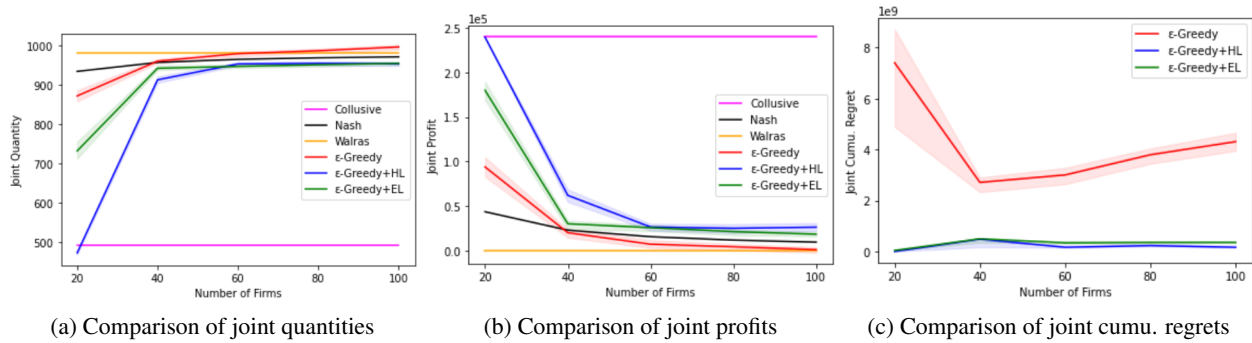 1000
900
800
700
600
500
Joint Quantity
20 40 60 80 100
Number of Firms
Collusive
Nash
Walras
ε-Greedy
ε-Greedy+HL
ε-Greedy+EL
(a) Comparison of joint quantities
1e5
2.5
2.0
1.5
1.0
0.5
0.0
Joint Profit
20 40 60 80 100
Number of Firms
Collusive
Nash
Walras
ε-Greedy
ε-Greedy+HL
ε-Greedy+EL
(b) Comparison of joint profits
1e9
8
6
4
2
0
Joint Cumu. Regret
20 40 60 80 100
Number of Firms
ε-Greedy
ε-Greedy+HL
ε-Greedy+EL
(c) Comparison of joint cumu. regrets